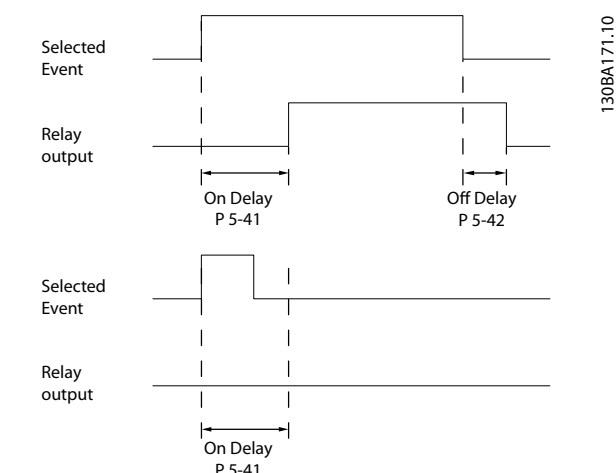 Selected
Event
Relay
output
On Delay
P 5-41
Off Delay
P 5-42
Selected
Event
Relay
output
On Delay
P 5-41
130BA171.10